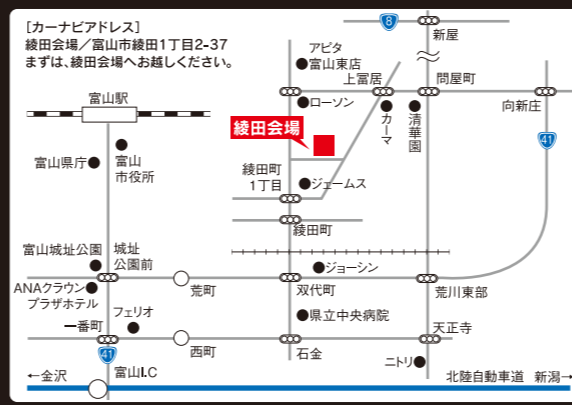 [カーナビアドレス]
綾田会場／富山市綾田1丁目2-37
まずは、綾田会場へお越しください。
8
新屋
アピタ
富山東店
上冨居
問屋町
ローソン
カーマ
清華園
向新庄
41
富山駅
綾田会場
富山県庁
富山
市役所
綾田町
1丁目
ジェームス
綾田町
富山城址公園
城址
公園前
ジョーシン
ANAクラウン
プラザホテル
荒町
双代町
荒川東部
フェリオ
一番町
県立中央病院
天正寺
41
西町
石金
ニトリ
富山I.C
←金沢
北陸自動車道
新潟→